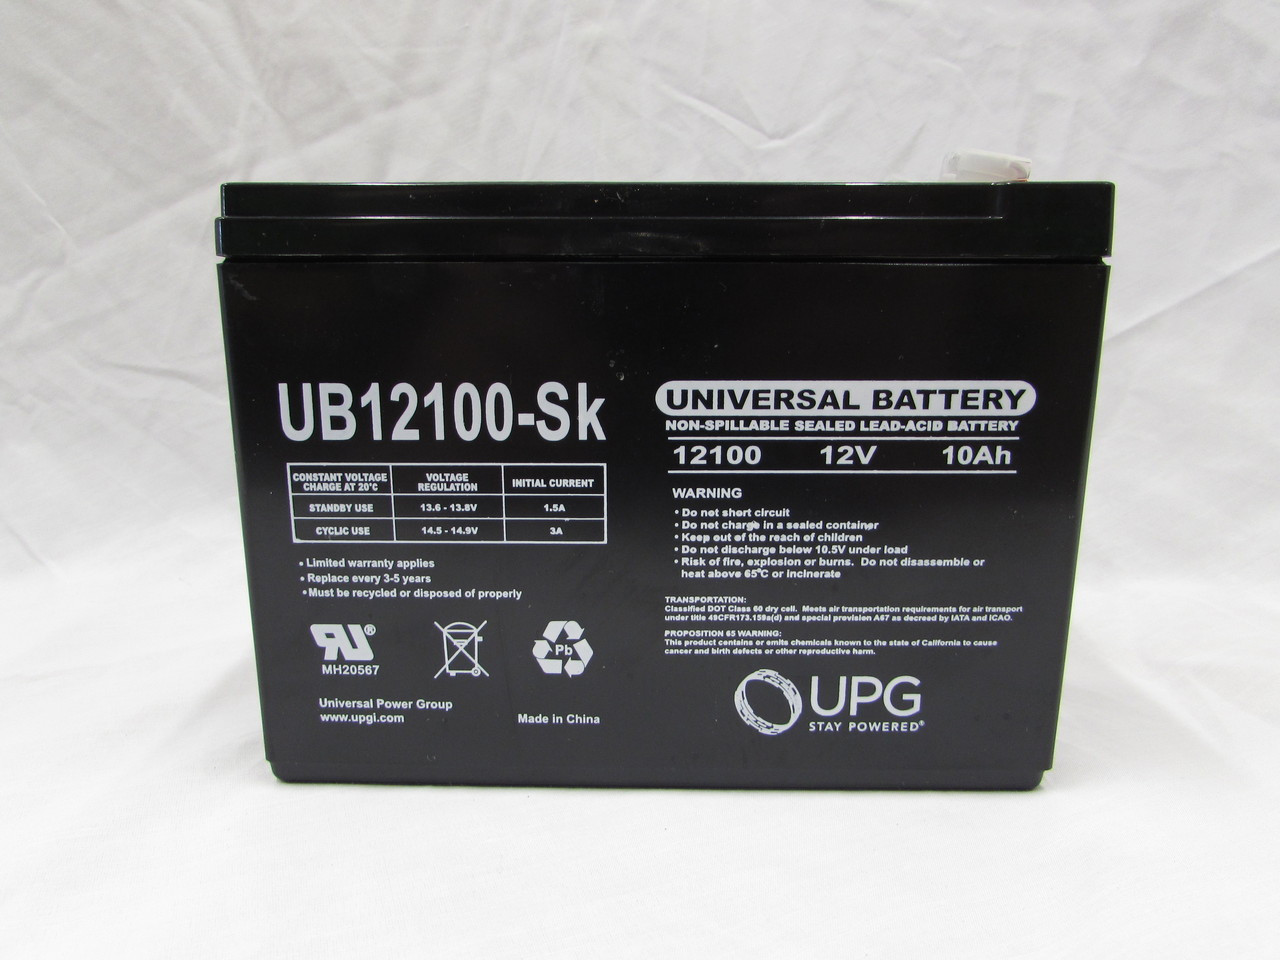 UB12100-Sk
CONSTANT VOLTAGE CHARGE AT 20°C VOLTAGE REGULATION INITIAL CURRENT
STANDBY USE 13.6 - 13.8V 1.5A
CYCLIC USE 14.5 - 14.9V 3A
• Limited warranty applies
• Replace every 3-5 years
• Must be recycled or disposed of properly
RU®
MH20567
Pb
Universal Power Group
www.upgi.com
Made in China
UNIVERSAL BATTERY
NON-SPILLABLE SEALED LEAD-ACID BATTERY
12100 12V 10Ah
WARNING
• Do not short circuit
• Do not charge in a sealed container
• Keep out of the reach of children
• Do not discharge below 10.5V under load
• Risk of fire, explosion or burns. Do not disassemble or
heat above 65°C or incinerate
TRANSPORTATION:
Classified DOT Class 60 dry cell. Meets air transportation requirements for air transport
under title 49CFR173.159a(d) and special prevision A67 as decreed by IATA and ICAO.
PROPOSITION 65 WARNING:
This product contains or emits chemicals known to the state of California to cause
cancer and birth defects or other reproductive harm.
UPG
STAY POWERED®